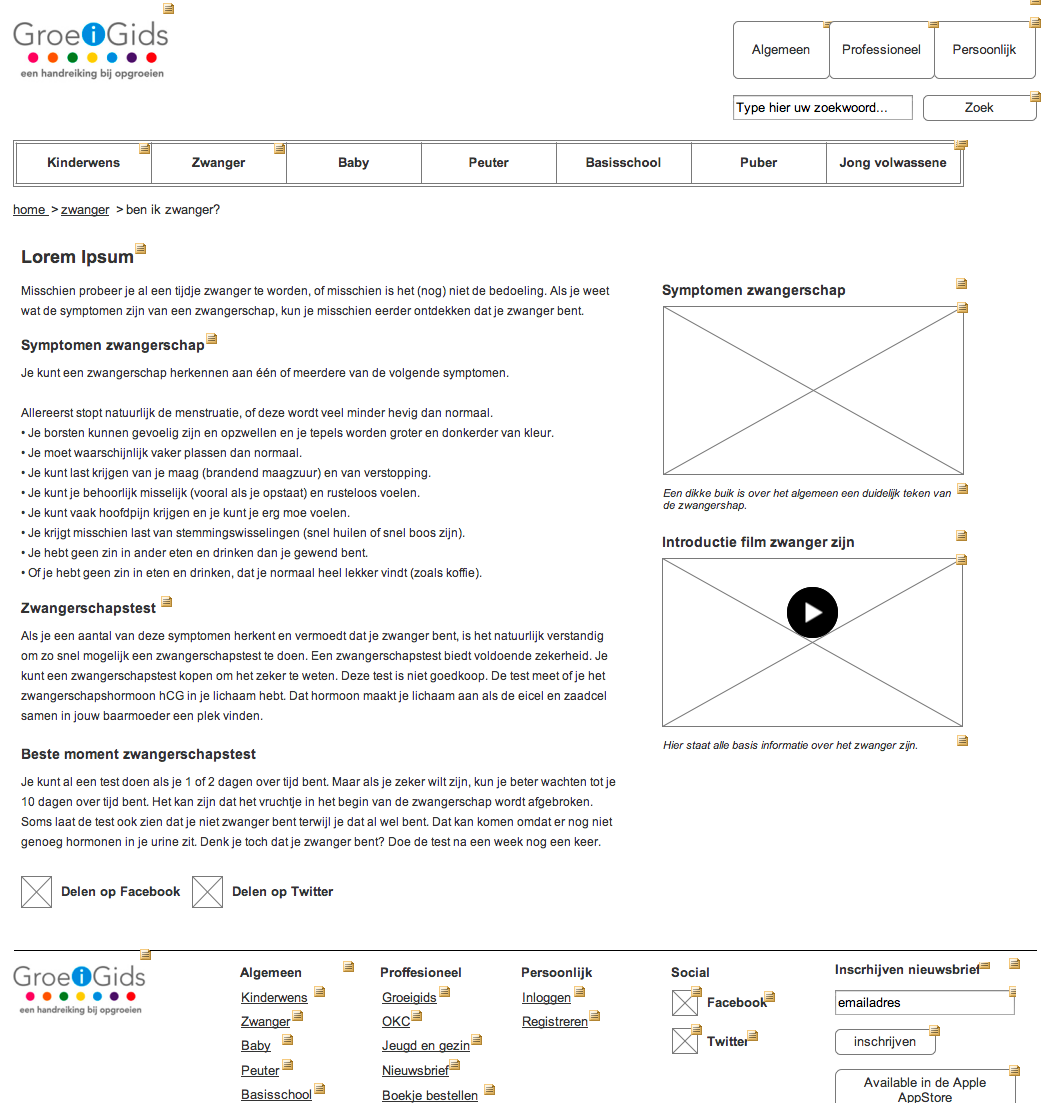 GroeiGids
een handreiking bij opgroeien
Algemeen
Professioneel
Persoonlijk
Type hier uw zoekwoord...
Zoek
Kinderwens
Zwanger
Baby
Peuter
Basisschool
Puber
Jong volwassene
home > zwanger > ben ik zwanger?
Lorem Ipsum
Misschien probeer je al een tijdje zwanger te worden, of misschien is het (nog) niet de bedoeling. Als je weet
wat de symptomen zijn van een zwangerschap, kun je misschien eerder ontdekken dat je zwanger bent.
Symptomen zwangerschap
Je kunt een zwangerschap herkennen aan één of meerdere van de volgende symptomen.
Allereerst stopt natuurlijk de menstruatie, of deze wordt veel minder hevig dan normaal.
• Je borsten kunnen gevoelig zijn en opzwellen en je tepels worden groter en donkerder van kleur.
• Je moet waarschijnlijk vaker plassen dan normaal.
• Je kunt last krijgen van je maag (brandend maagzuur) en van verstopping.
• Je kunt je behoorlijk misselijk (vooral als je opstaat) en rusteloos voelen.
• Je kunt vaak hoofdpijn krijgen en je kunt je erg moe voelen.
• Je krijgt misschien last van stemmingswisselingen (snel huilen of snel boos zijn).
• Je hebt geen zin in ander eten en drinken dan je gewend bent.
• Of je hebt geen zin in eten en drinken, dat je normaal heel lekker vindt (zoals koffie).
Zwangerschapstest
Als je een aantal van deze symptomen herkent en vermoedt dat je zwanger bent, is het natuurlijk verstandig
om zo snel mogelijk een zwangerschapstest te doen. Een zwangerschapstest biedt voldoende zekerheid. Je
kunt een zwangerschapstest kopen om het zeker te weten. Deze test is niet goedkoop. De test meet of je het
zwangerschapshormoon hCG in je lichaam hebt. Dat hormoon maakt je lichaam aan als de eicel en zaadcel
samen in jouw baarmoeder een plek vinden.
Beste moment zwangerschapstest
Je kunt al een test doen als je 1 of 2 dagen over tijd bent. Maar als je zeker wilt zijn, kun je beter wachten tot je
10 dagen over tijd bent. Het kan zijn dat het vruchtje in het begin van de zwangerschap wordt afgebroken.
Soms laat de test ook zien dat je niet zwanger bent terwijl je dat al wel bent. Dat kan komen omdat er nog niet
genoeg hormonen in je urine zit. Denk je toch dat je zwanger bent? Doe de test na een week nog een keer.
Delen op Facebook
Delen op Twitter
Symptomen zwangerschap
Een dikke buik is over het algemeen een duidelijk teken van
de zwangershap.
Introductie film zwanger zijn
Hier staat alle basis informatie over het zwanger zijn.
GroeiGids
een handreiking bij opgroeien
Algemeen
Kinderwens
Zwanger
Baby
Peuter
Basisschool
Proffesioneel
Groeigids
OKC
Jeugd en gezin
Nieuwsbrief
Boekje bestellen
Persoonlijk
Inloggen
Registreren
Social
Facebook
Twitter
Inscrhijven nieuwsbrief
emailadres
inschrijven
Available in de Apple
AppStore